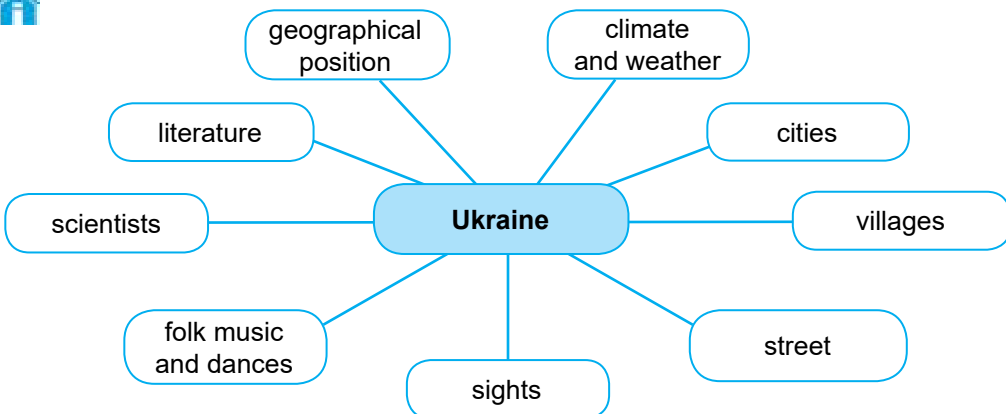 geographical
position
climate
and weather
literature
cities
scientists
Ukraine
villages
folk music
and dances
street
sights